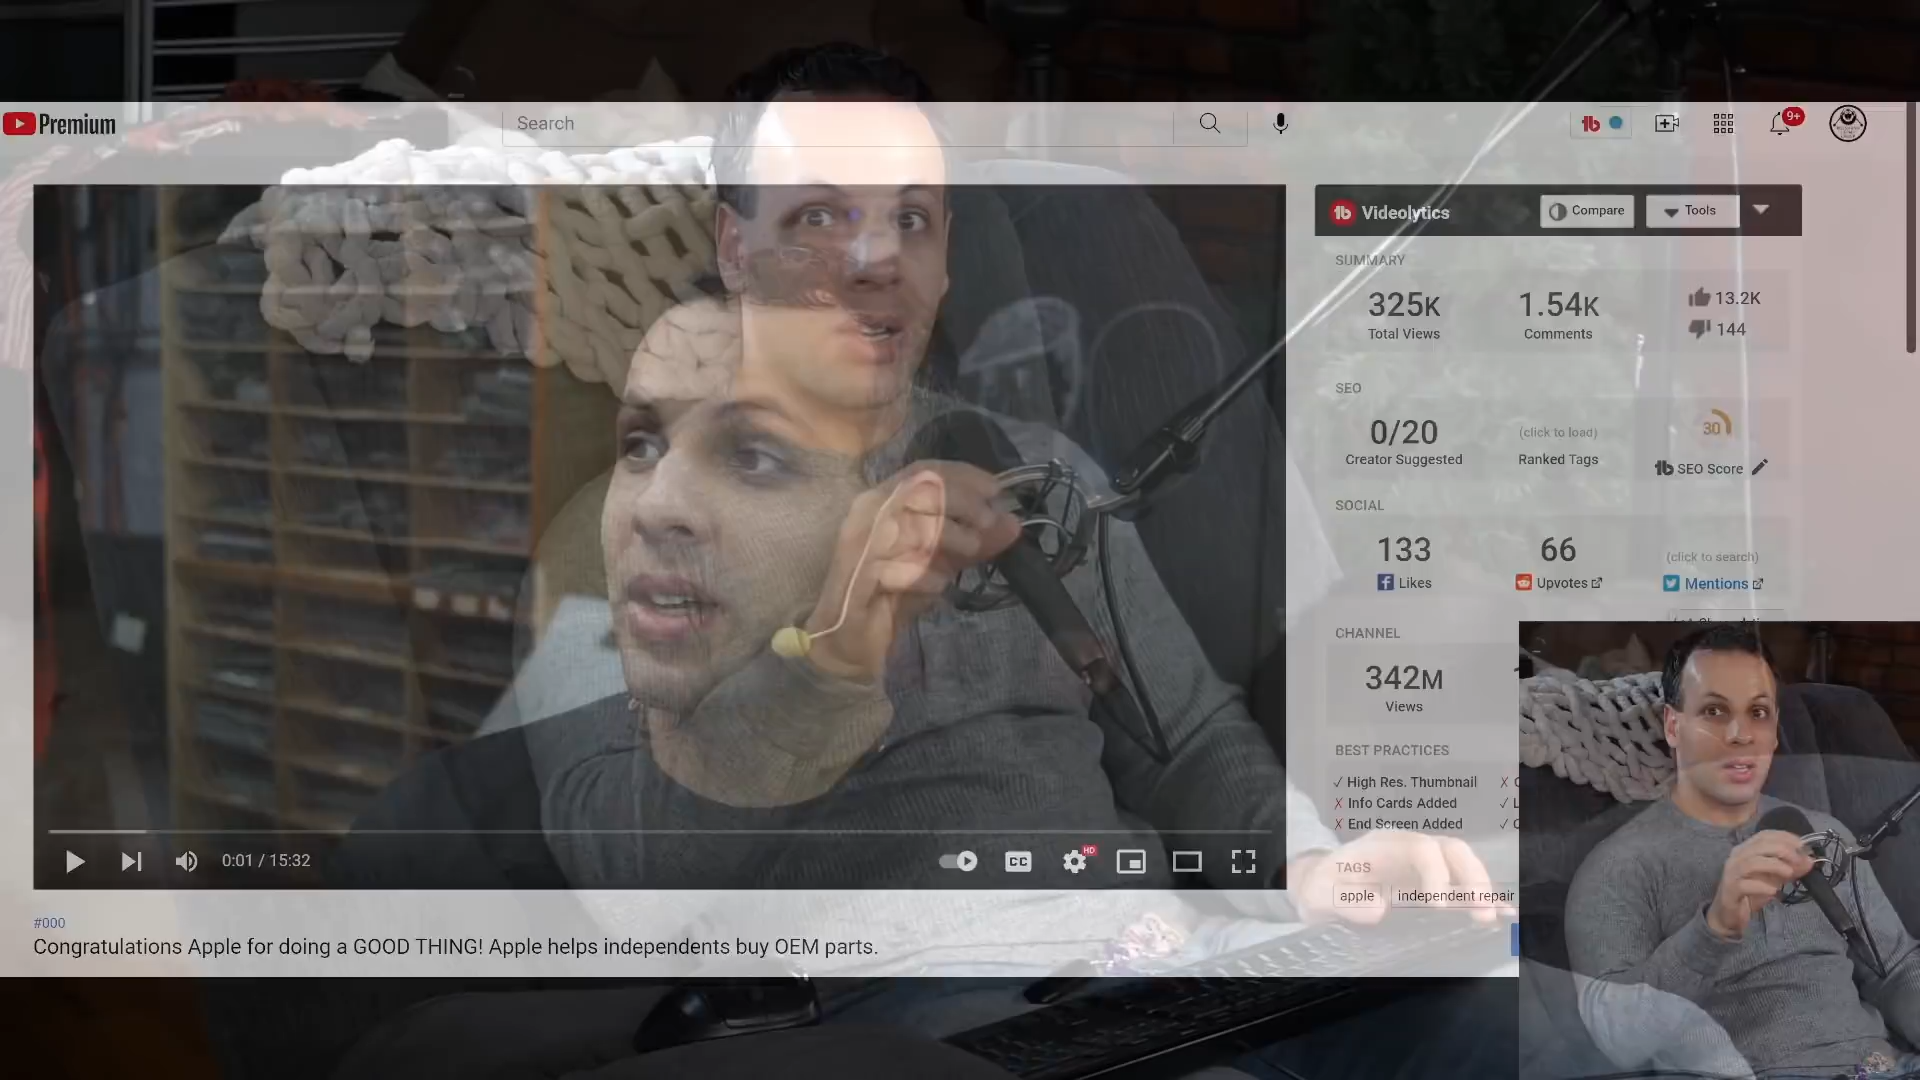 Premium
Search
9+
Videolytics
Compare
Tools
SUMMARY
325K
Total Views
1.54K
Comments
13.2K
144
SEO
0/20
Creator Suggested
(click to load)
Ranked Tags
30
SEO Score
SOCIAL
133
Likes
66
Upvotes
(click to search)
Mentions
CHANNEL
342M
Views
BEST PRACTICES
✓ High Res. Thumbnail
X Info Cards Added
X End Screen Added
TAGS
apple
independent repair
0:01 / 15:32
CC
HD
#000
Congratulations Apple for doing a GOOD THING! Apple helps independents buy OEM parts.